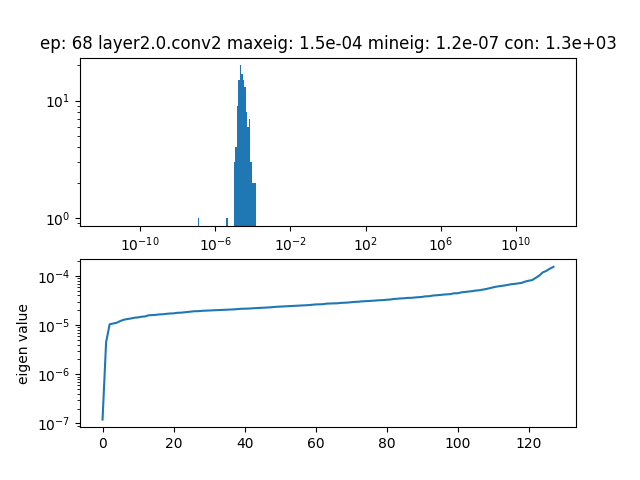 ep: 68 layer2.0.conv2 maxeig: 1.5e-04 mineig: 1.2e-07 con: 1.3e+03
10¹
10⁰
10⁻¹⁰ 10⁻⁶ 10⁻² 10² 10⁶ 10¹⁰
10⁻⁴
10⁻⁵
10⁻⁶
10⁻⁷
eigen value
0 20 40 60 80 100 120